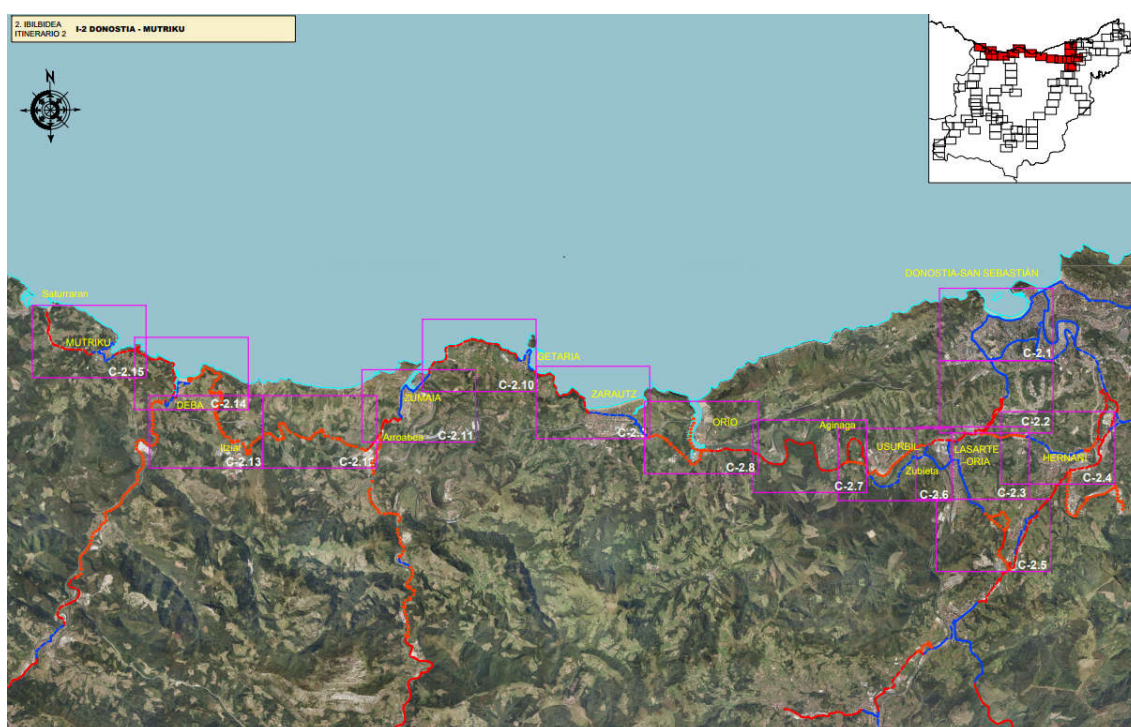 2. IBILBIDEA
ITINERARIO 2
I-2 DONOSTIA - MUTRIKU
N
DONOSTIA-SAN SEBASTIÁN
Saturraran
MUTRIKU
C-2.15
GETARIA
C-2.10
C-2.1
DEBA
C-2.14
ZUMAIA
ZARAUTZ
Itziar
C-2.13
Arroabea
C-2.11
ORIO
Aginaga
C-2.2
USURBIL
LASARTE
-ORIA
HERNANI
Zubieta
C-2.8
C-2.7
C-2.6
C-2.3
C-2.4
C-2.5